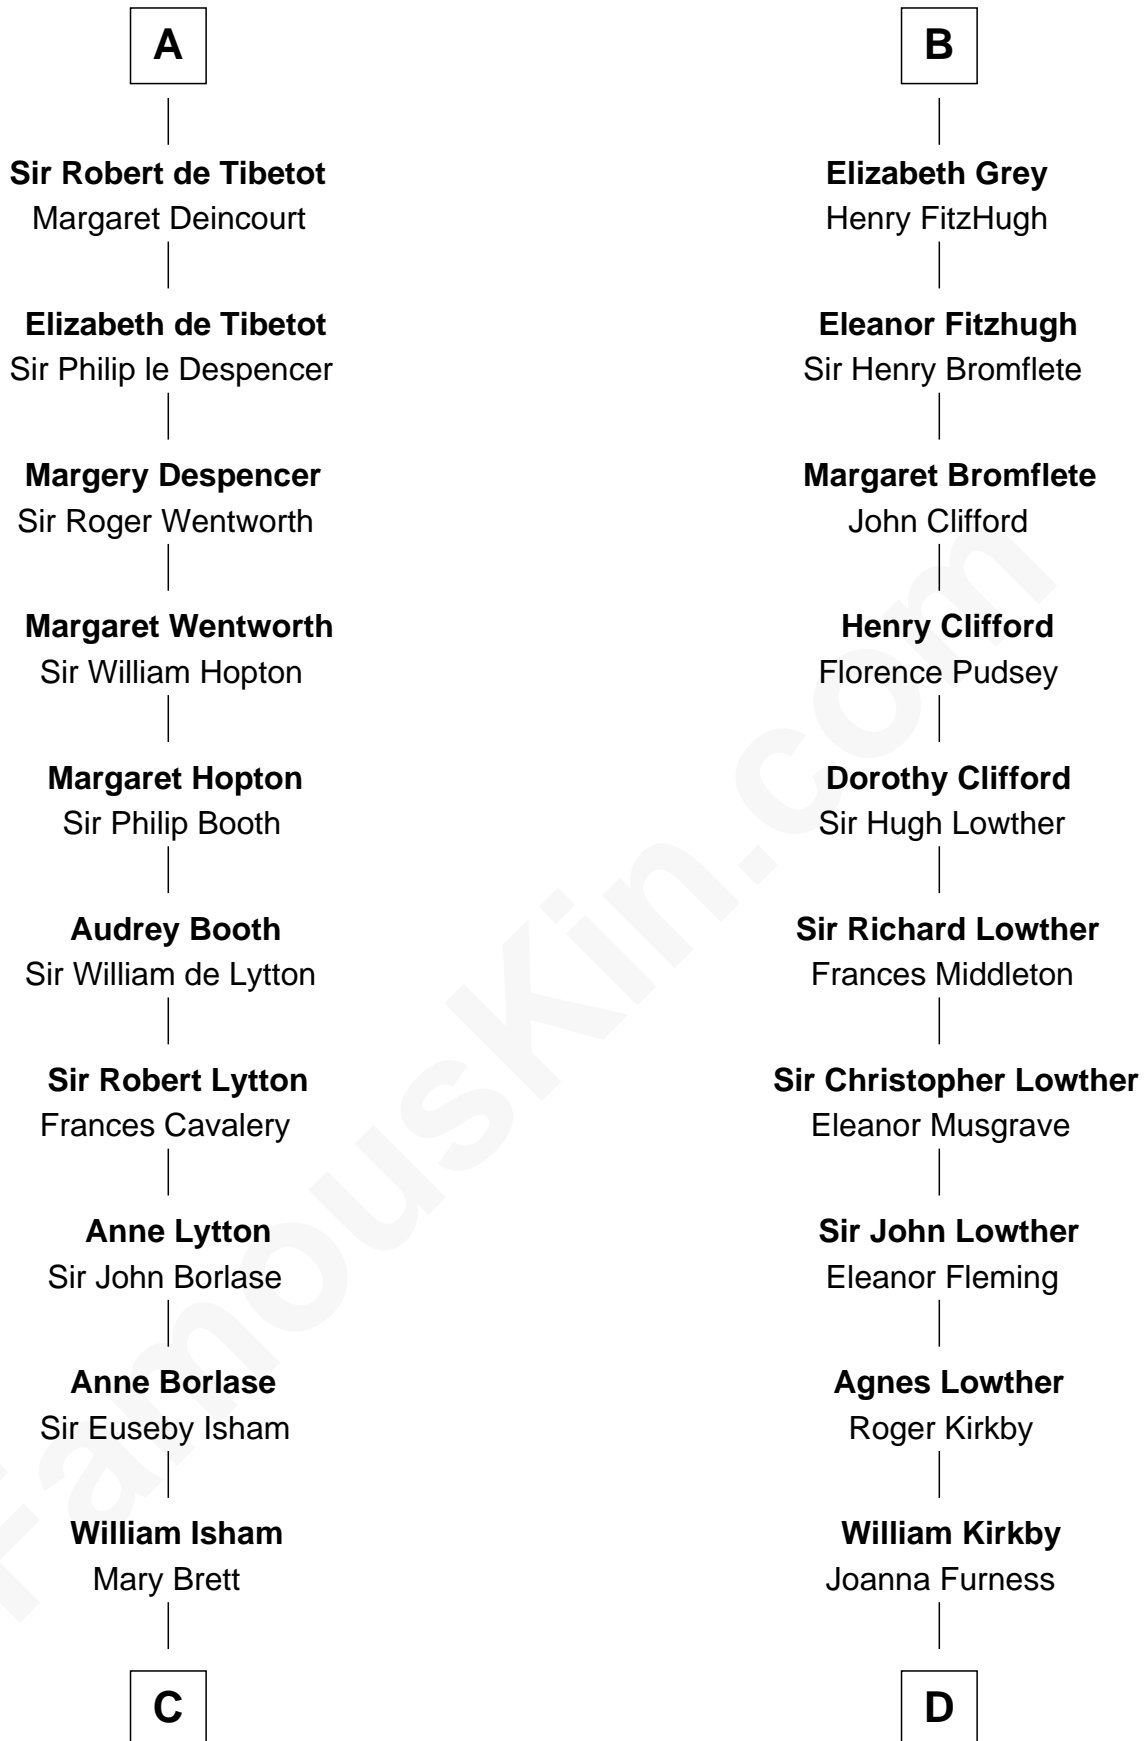 A
Sir Robert de Tibetot
Margaret Deincourt
Elizabeth de Tibetot
Sir Philip le Despencer
Margery Despencer
Sir Roger Wentworth
Margaret Wentworth
Sir William Hopton
Margaret Hopton
Sir Philip Booth
Audrey Booth
Sir William de Lytton
Sir Robert Lytton
Frances Cavalery
Anne Lytton
Sir John Borlase
Anne Borlase
Sir Euseby Isham
William Isham
Mary Brett
C
B
Elizabeth Grey
Henry FitzHugh
Eleanor Fitzhugh
Sir Henry Bromflete
Margaret Bromflete
John Clifford
Henry Clifford
Florence Pudsey
Dorothy Clifford
Sir Hugh Lowther
Sir Richard Lowther
Frances Middleton
Sir Christopher Lowther
Eleanor Musgrave
Sir John Lowther
Eleanor Fleming
Agnes Lowther
Roger Kirkby
William Kirkby
Joanna Furness
D
FamousKin.com